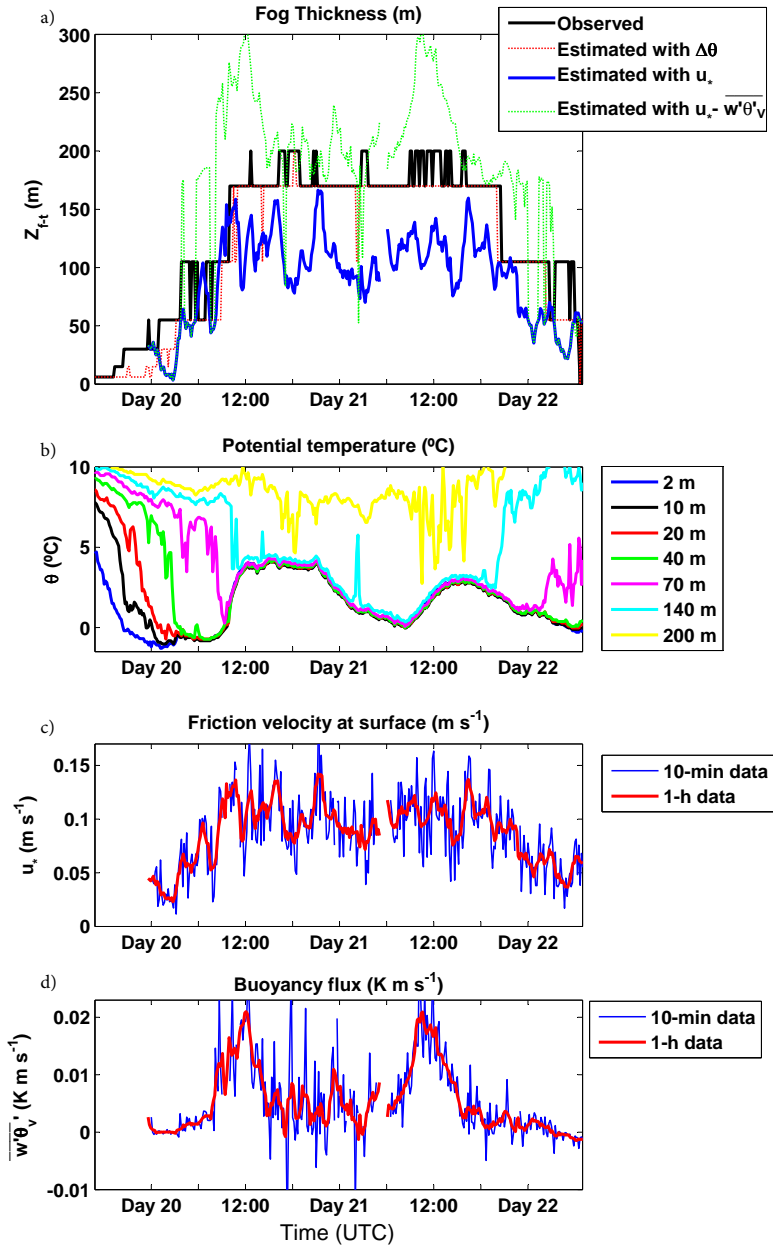 a)
Fog Thickness (m)
Observed
Estimated with Δθ
Estimated with u*
Estimated with u*- w'θ'V
300
250
200
150
100
50
0
Zf-t (m)
Day 20
12:00
Day 21
12:00
Day 22
b)
Potential temperature (ºC)
10
5
0
θ (ºC)
2 m
10 m
20 m
40 m
70 m
140 m
200 m
Day 20
12:00
Day 21
12:00
Day 22
c)
Friction velocity at surface (m s-1)
0.15
0.1
0.05
0
u* (m s-1)
10-min data
1-h data
Day 20
12:00
Day 21
12:00
Day 22
d)
Buoyancy flux (K m s-1)
0.02
0.01
0
-0.01
w'θv' (K m s-1)
10-min data
1-h data
Day 20
12:00
Day 21
12:00
Day 22
Time (UTC)